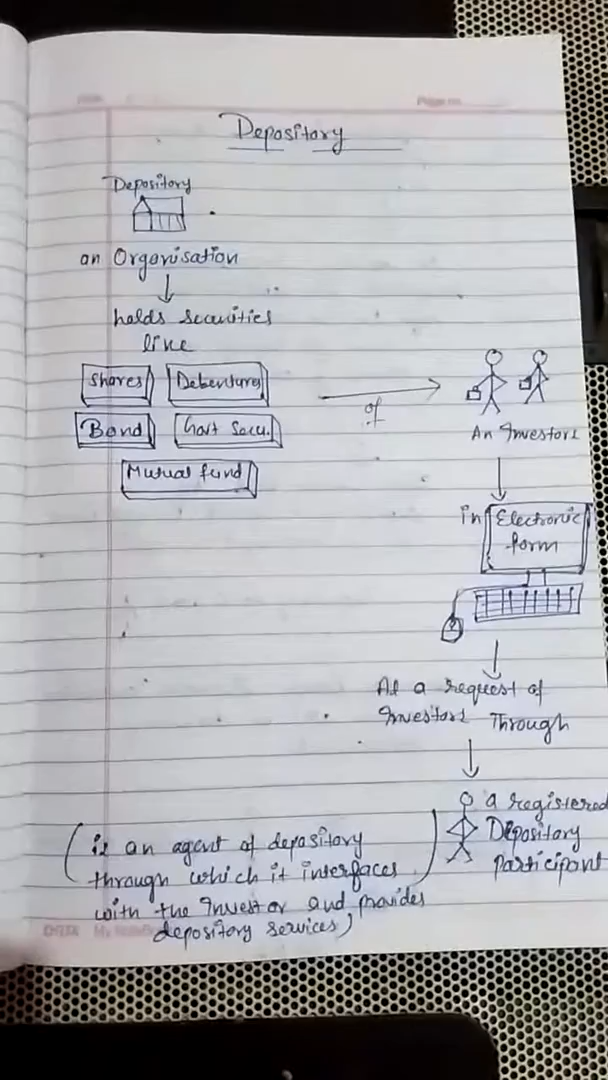 Page no.
Depository
Depository
an Organisation
holds securities
like
Shares Debentures
Bond Govt Secu.
Mutual fund
of
An Investors
in Electronic
form
At a request of
Investors Through
a registered
Depository
participant
(is an agent of depository
through which it interfaces
with the Investor and provides
depository services)